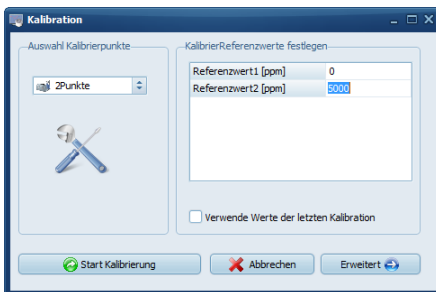 Kalibration
Auswahl Kalibrierpunkte
2Punkte
KalibrierReferenzwerte festlegen
Referenzwert1 [ppm] 0
Referenzwert2 [ppm] 5000
Verwende Werte der letzten Kalibration
Start Kalibrierung
Abbrechen
Erweitert